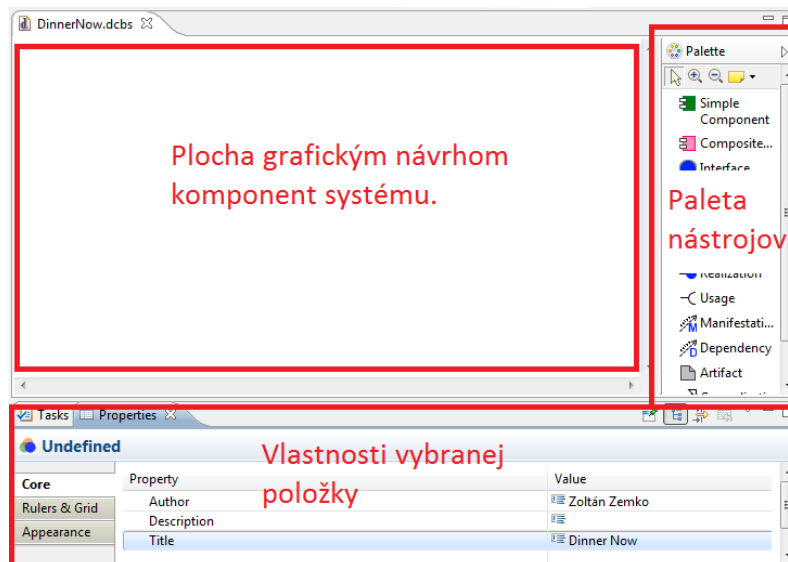 DinnerNow.dcbs
Plocha grafickým návrhom
komponent systému.
Palette
Simple
Component
Composite...
Interface
Paleta
nástrojov
Realization
Usage
Manifestati...
Dependency
Artifact
Tasks
Properties
Undefined
Vlastnosti vybranej
položky
Core
Rulers & Grid
Appearance
Property Value
Author Zoltán Zemko
Description
Title Dinner Now